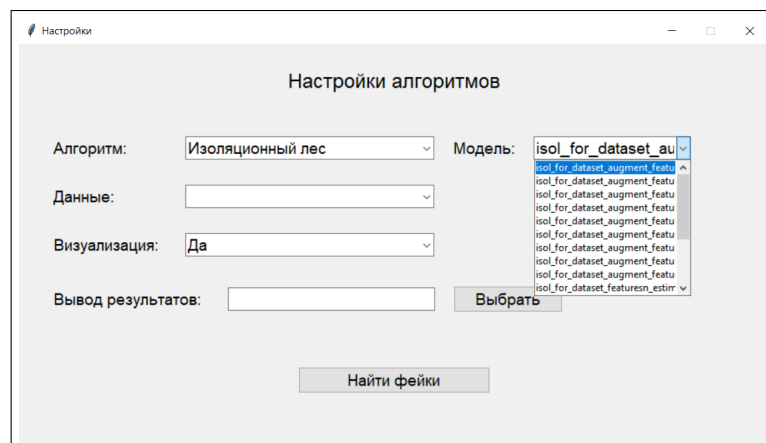 Настройки
Настройки алгоритмов
Алгоритм: Изоляционный лес Модель: isol_for_dataset_au
isol_for_dataset_augment_featu
isol_for_dataset_augment_featu
isol_for_dataset_augment_featu
isol_for_dataset_augment_featu
isol_for_dataset_augment_featu
isol_for_dataset_augment_featu
isol_for_dataset_augment_featu
isol_for_dataset_augment_featu
isol_for_dataset_augment_featu
isol_for_dataset_featuresn_estim
Данные:
Визуализация: Да
Вывод результатов: Выбрать
Найти фейки